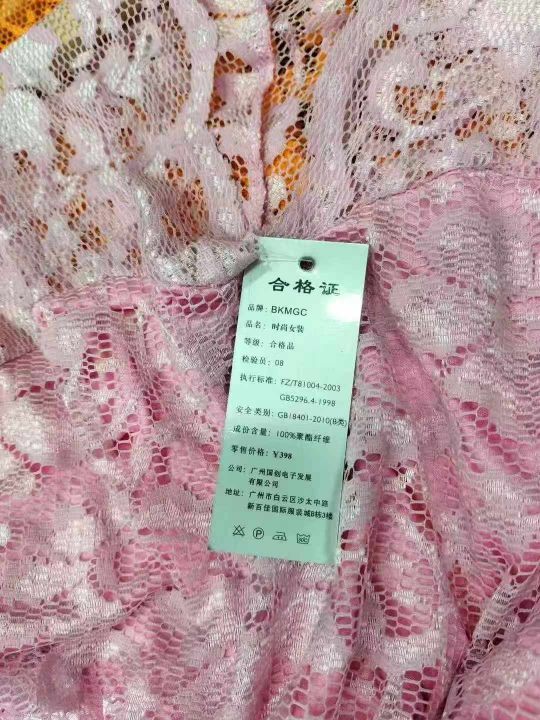 合格证
品牌: BKMGC
品名: 时尚女装
等级: 合格品
检验员: 08
执行标准: FZ/T81004-2003
GB5296.4-1998
安全类别: GB18401-2010(B类)
成份含量: 100%聚酯纤维
零售价格: ¥398
公司: 广州国创电子发展
有限公司
地址: 广州市白云区沙太中路
新百佳国际服装城B栋3楼